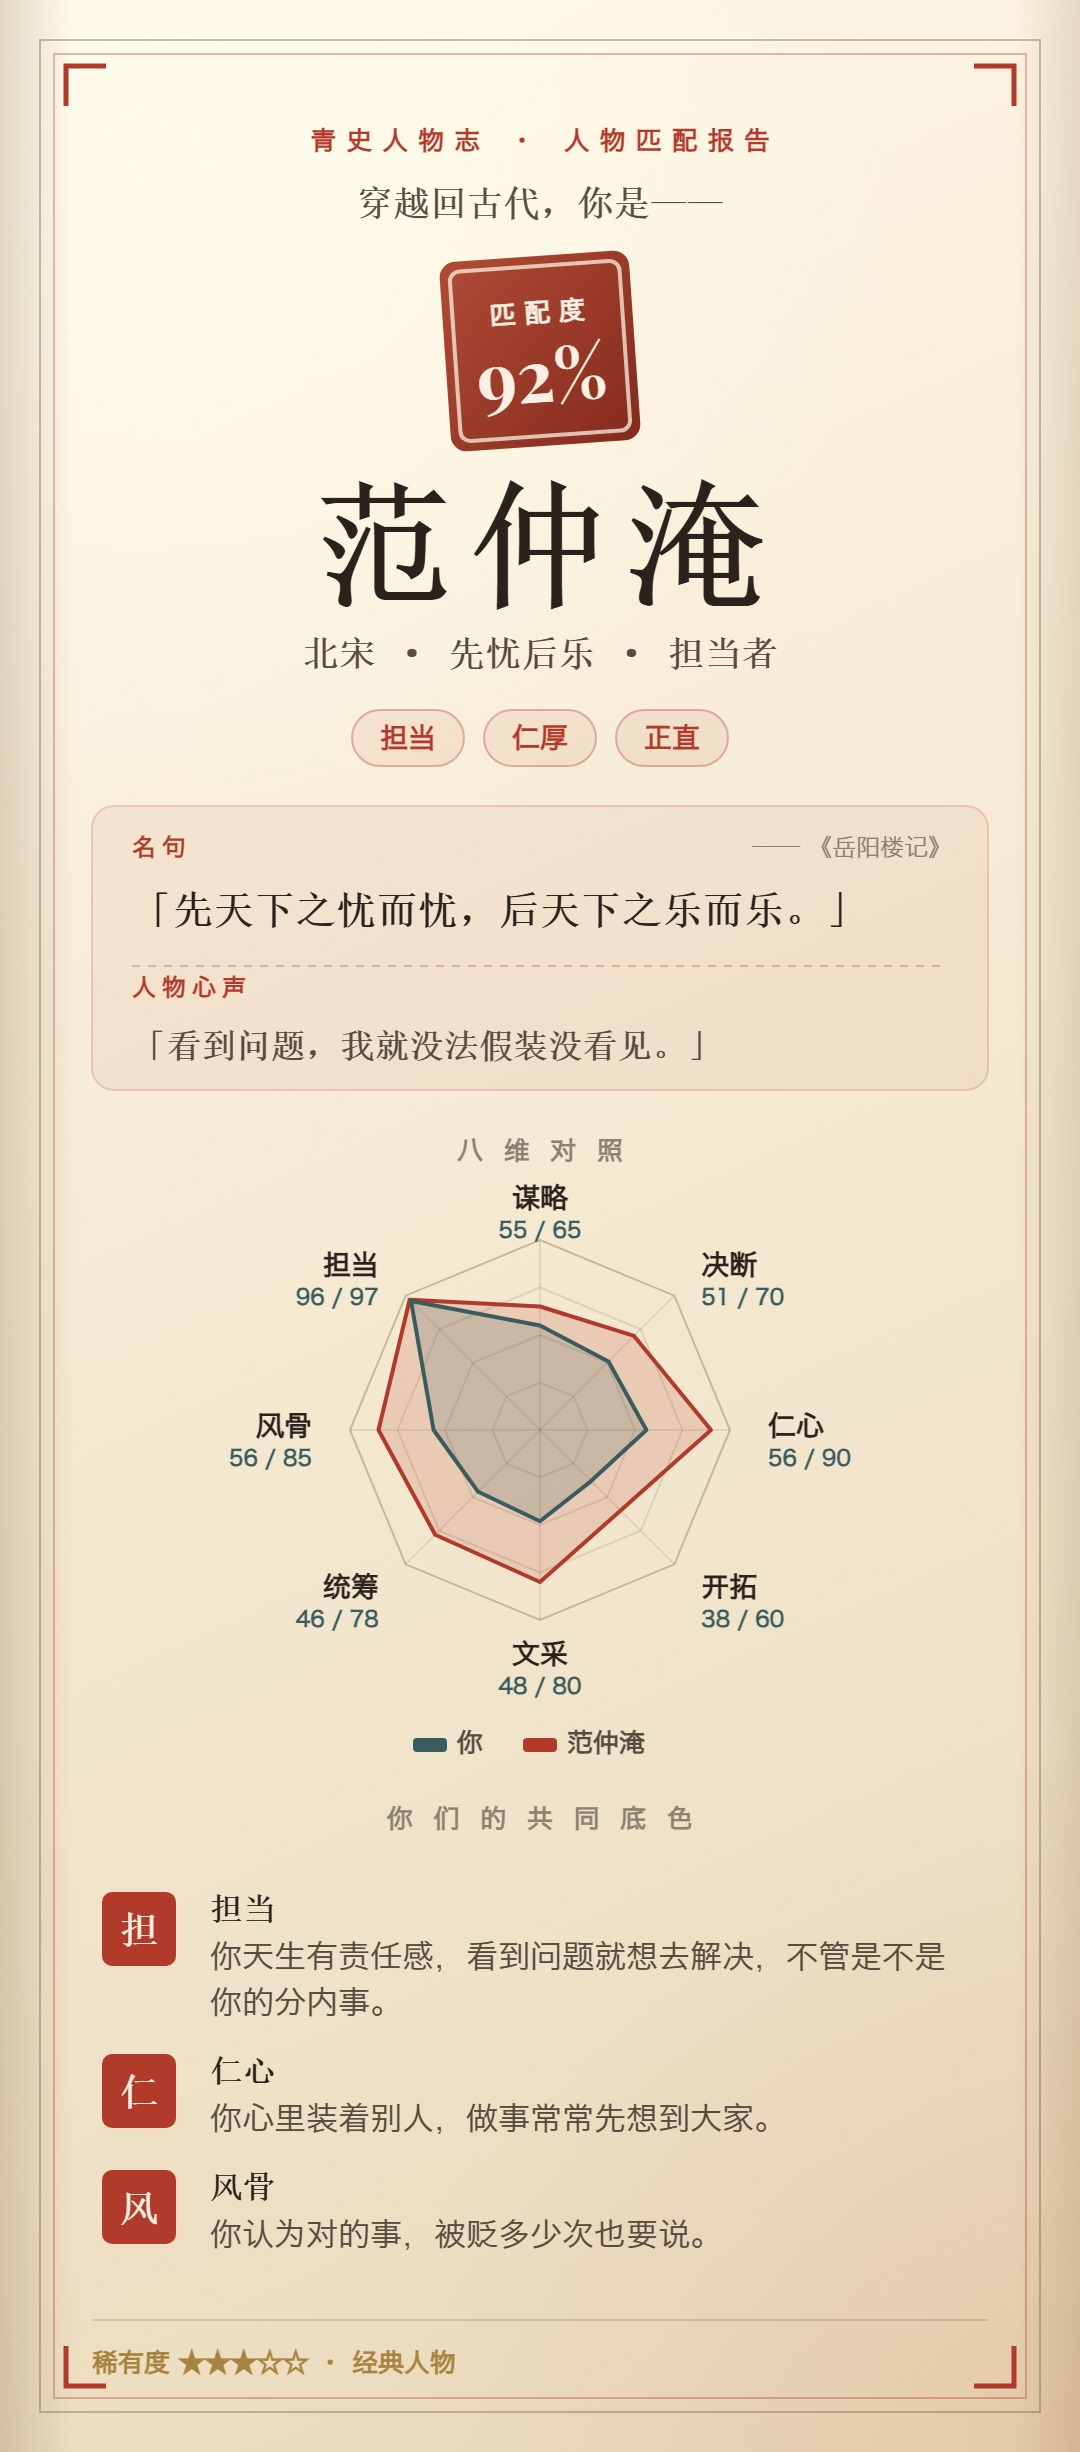 青史人物志 · 人物匹配报告
穿越回古代，你是——
匹配度
92%
范仲淹
北宋 • 先忧后乐 • 担当者
担当 仁厚 正直
名句 —— 《岳阳楼记》
「先天下之忧而忧，后天下之乐而乐。」
人物心声
「看到问题，我就没法假装没看见。」
八维对照
谋略
55 / 65
担当
96 / 97
决断
51 / 70
风骨
56 / 85
仁心
56 / 90
统筹
46 / 78
开拓
38 / 60
文采
48 / 80
你 范仲淹
你们的共同底色
担
担当
你天生有责任感，看到问题就想去解决，不管是不是
你的分内事。
仁
仁心
你心里装着别人，做事常常先想到大家。
风
风骨
你认为对的事，被贬多少次也要说。
稀有度 ★★★☆☆ · 经典人物